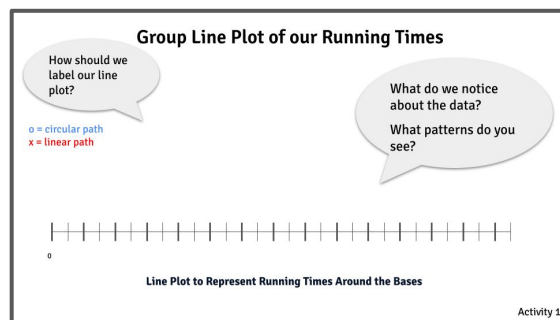 Group Line Plot of our Running Times
How should we
label our line
plot?
What do we notice
about the data?
What patterns do you
see?
o = circular path
x = linear path
0
Line Plot to Represent Running Times Around the Bases
Activity 1